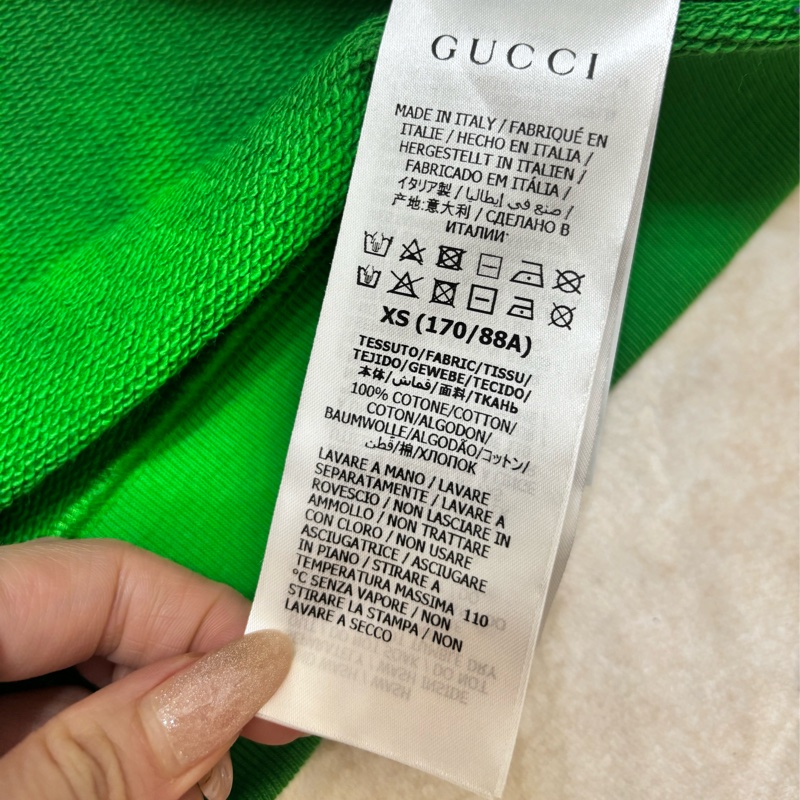 GUCCI
MADE IN ITALY / FABRIQUÉ EN
ITALIE / HECHO EN ITALIA /
HERGESTELLT IN ITALIEN /
FABRICADO EM ITÁLIA /
イタリア製 / صنع في إيطاليا /
产地:意大利 / СДЕЛАНО В
ИТАЛИИ
XS (170/88A)
TESSUTO/FABRIC/TISSU/
TEJIDO/GEWEBE/TECIDO/
本体/قماش/面料/ТКАНЬ
100% COTONE/COTTON/
COTON/ALGODON/
BAUMWOLLE/ALGODÃO/コットン/
قطن/棉/ХЛОПОК
LAVARE A MANO / LAVARE
SEPARATAMENTE / LAVARE A
ROVESCIO / NON LASCIARE IN
AMMOLLO / NON TRATTARE
CON CLORO / NON USARE
ASCIUGATRICE / ASCIUGARE
IN PIANO / STIRARE A
TEMPERATURA MASSIMA 110
°C SENZA VAPORE / NON
STIRARE LA STAMPA / NON
LAVARE A SECCO